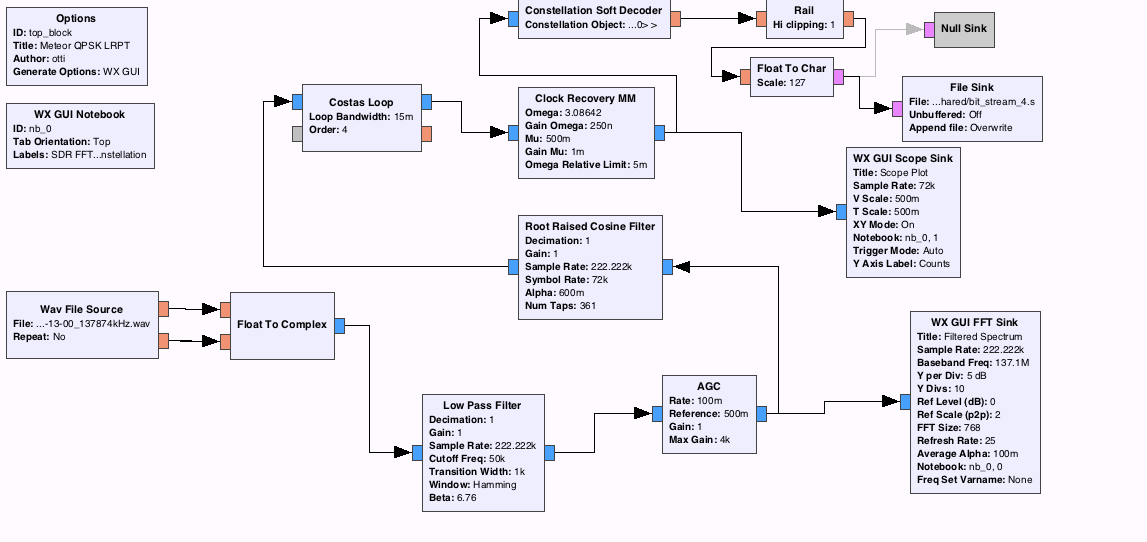 Options
ID: top_block
Title: Meteor QPSK LRPT
Author: otti
Generate Options: WX GUI
WX GUI Notebook
ID: nb_0
Tab Orientation: Top
Labels: SDR FFT...nstellation
Constellation Soft Decoder
Constellation Object: ...0> >
Rail
Hi clipping: 1
Null Sink
Float To Char
Scale: 127
File Sink
File: ...hared/bit_stream_4.s
Unbuffered: Off
Append file: Overwrite
Costas Loop
Loop Bandwidth: 15m
Order: 4
Clock Recovery MM
Omega: 3.08642
Gain Omega: 250n
Mu: 500m
Gain Mu: 1m
Omega Relative Limit: 5m
WX GUI Scope Sink
Title: Scope Plot
Sample Rate: 72k
V Scale: 500m
T Scale: 500m
XY Mode: On
Notebook: nb_0, 1
Trigger Mode: Auto
Y Axis Label: Counts
Root Raised Cosine Filter
Decimation: 1
Gain: 1
Sample Rate: 222.222k
Symbol Rate: 72k
Alpha: 600m
Num Taps: 361
Wav File Source
File: ...-13-00_137874kHz.wav
Repeat: No
Float To Complex
Low Pass Filter
Decimation: 1
Gain: 1
Sample Rate: 222.222k
Cutoff Freq: 50k
Transition Width: 1k
Window: Hamming
Beta: 6.76
AGC
Rate: 100m
Reference: 500m
Gain: 1
Max Gain: 4k
WX GUI FFT Sink
Title: Filtered Spectrum
Sample Rate: 222.222k
Baseband Freq: 137.1M
Y per Div: 5 dB
Y Divs: 10
Ref Level (dB): 0
Ref Scale (p2p): 2
FFT Size: 768
Refresh Rate: 25
Average Alpha: 100m
Notebook: nb_0, 0
Freq Set Varname: None